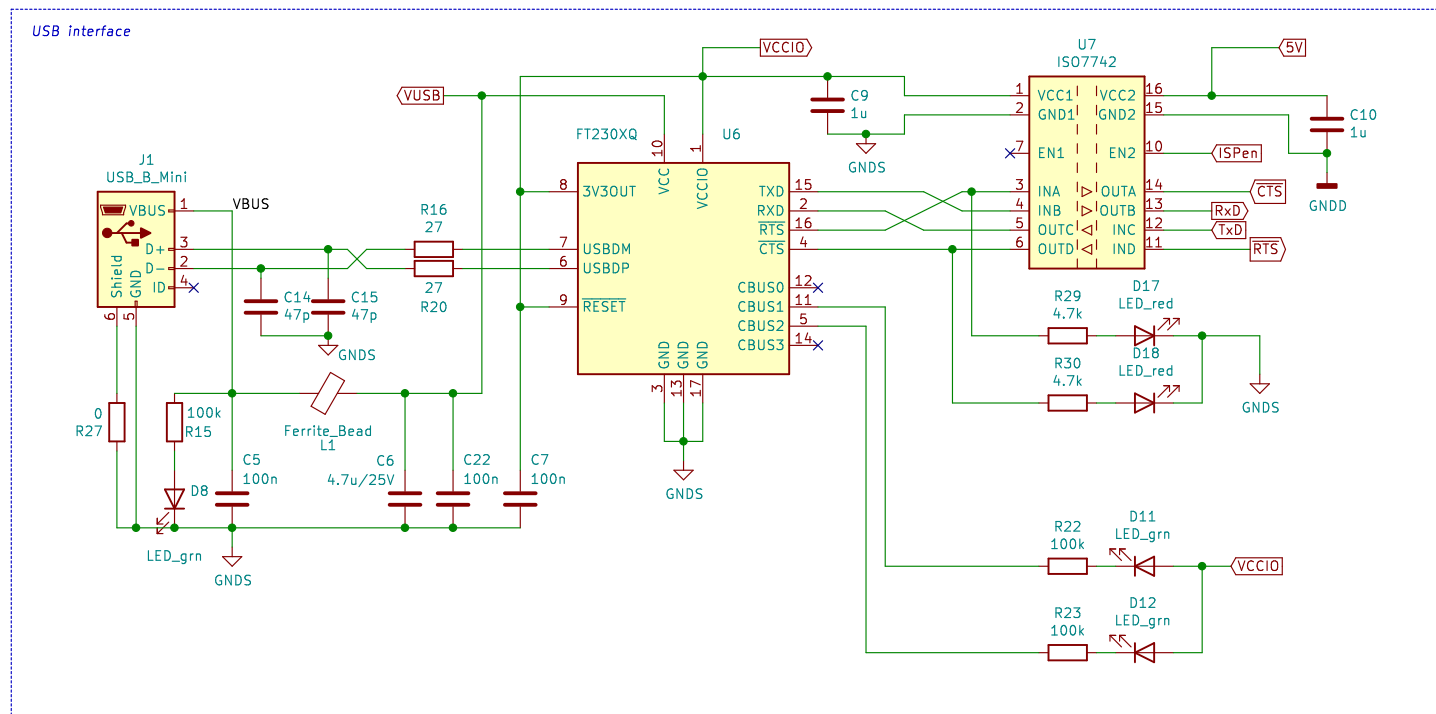 USB interface
VCCIO
5V
U7
ISO7742
VUSB
C9
1u
1
VCC1
VCC2
16
2
GND1
GND2
15
C10
1u
7
EN1
EN2
10
ISPen
3
INA
OUTA
14
CTS
4
INB
OUTB
13
RxD
5
OUTC
INC
12
TxD
6
OUTD
IND
11
RTS
GNDS
GNDD
FT230XQ
U6
10
1
VCC
VCCIO
8
3V3OUT
7
USBDM
6
USBDP
9
RESET
TXD
15
RXD
2
RTS
16
CTS
4
CBUS0
12
CBUS1
11
CBUS2
5
CBUS3
14
GND
GND
GND
3
13
17
GNDS
J1
USB_B_Mini
VBUS
1
VBUS
D+
3
D-
2
ID
4
Shield
GND
6
5
R16
27
27
R20
C14
47p
C15
47p
GNDS
0
R27
100k
R15
Ferrite_Bead
L1
D8
LED_grn
C5
100n
C6
4.7u/25V
C22
100n
C7
100n
GNDS
R29
4.7k
D17
LED_red
R30
4.7k
D18
LED_red
GNDS
R22
100k
D11
LED_grn
VCCIO
R23
100k
D12
LED_grn